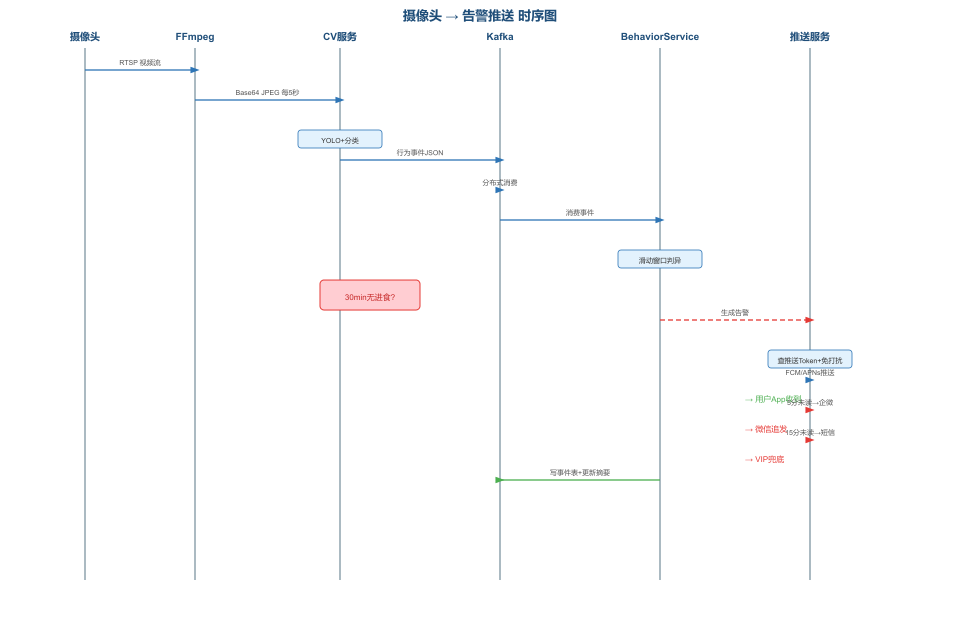 摄像头 → 告警推送 时序图
摄像头
FFmpeg
CV服务
Kafka
BehaviorService
推送服务
RTSP 视频流
Base64 JPEG 每5秒
YOLO+分类
行为事件JSON
分布式消费
消费事件
滑动窗口判异
30min无进食?
生成告警
查推送Token+免打扰
FCM/APNs推送
→ 用户App收到
5分未读→企微
→ 微信追发
15分未读→短信
→ VIP兜底
写事件表+更新摘要